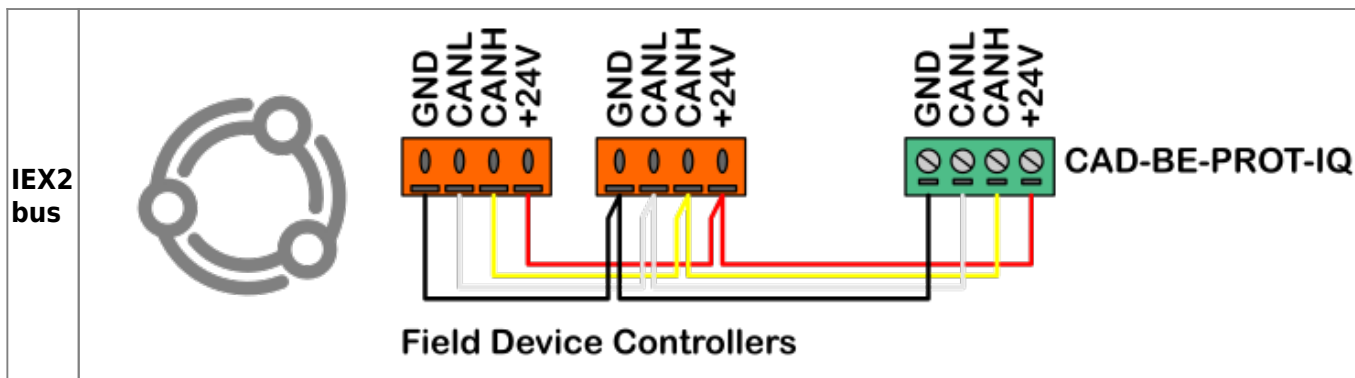 IEX2
bus
GND
CANL
CANH
+24V
GND
CANL
CANH
+24V
GND
CANL
CANH
+24V
CAD-BE-PROT-IQ
Field Device Controllers